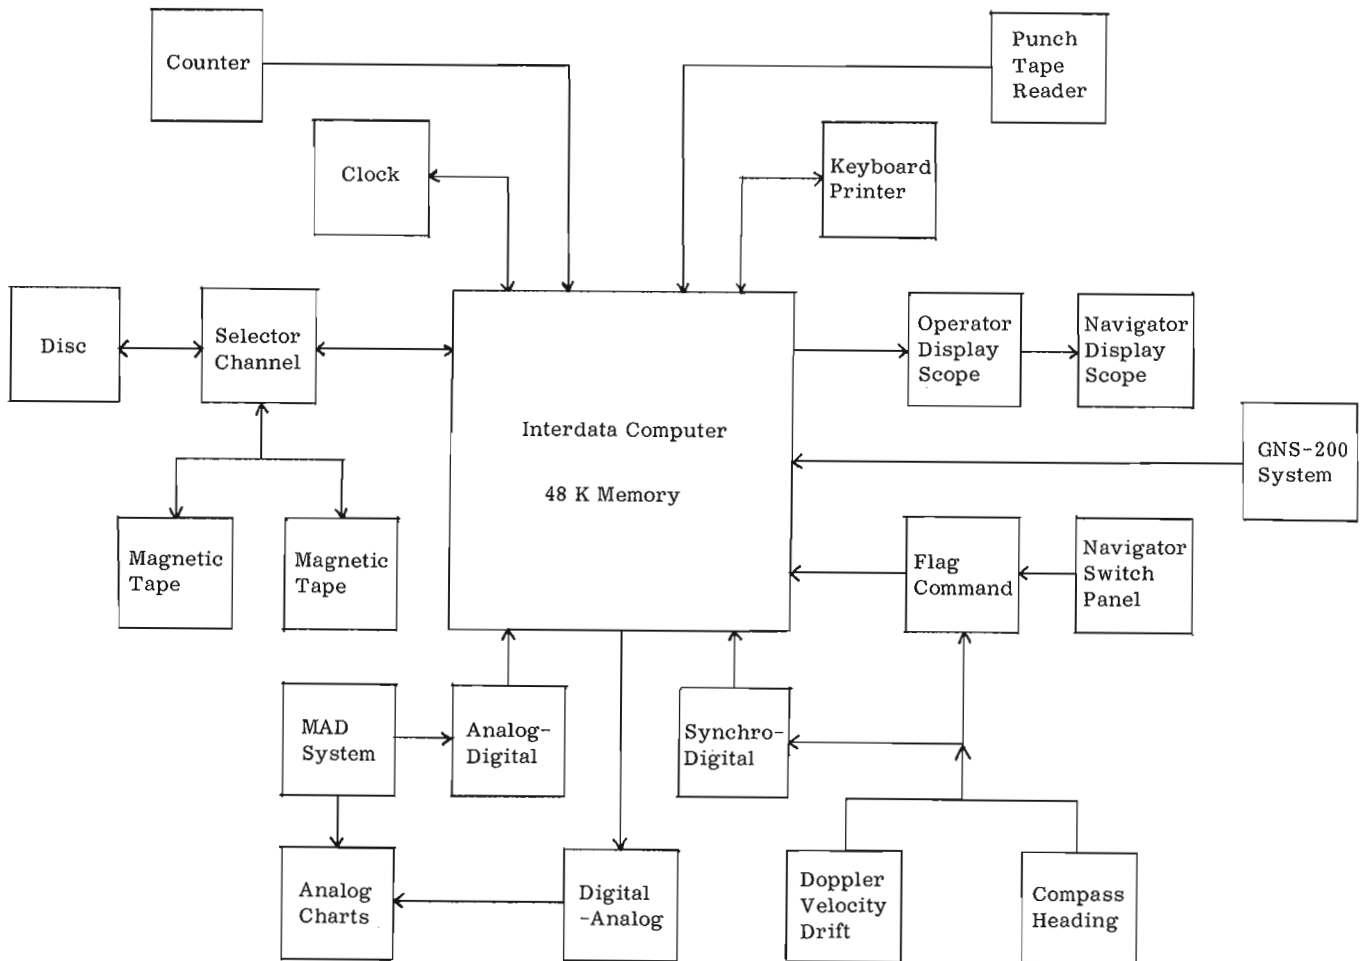 Counter
Punch
Tape
Reader
Clock
Keyboard
Printer
Disc
Selector
Channel
Interdata Computer
48 K Memory
Operator
Display
Scope
Navigator
Display
Scope
GNS-200
System
Magnetic
Tape
Magnetic
Tape
Flag
Command
Navigator
Switch
Panel
MAD
System
Analog-
Digital
Synchro-
Digital
Analog
Charts
Digital
-Analog
Doppler
Velocity
Drift
Compass
Heading